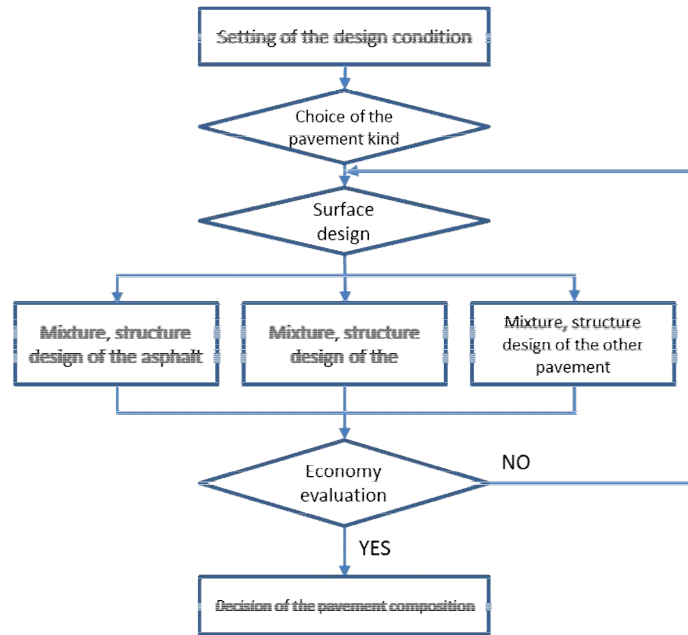 Setting of the design condition
Choice of the
pavement kind
Surface
design
Mixture, structure
design of the asphalt
Mixture, structure
design of the
Mixture, structure
design of the other
pavement
Economy
evaluation
NO
YES
Decision of the pavement composition